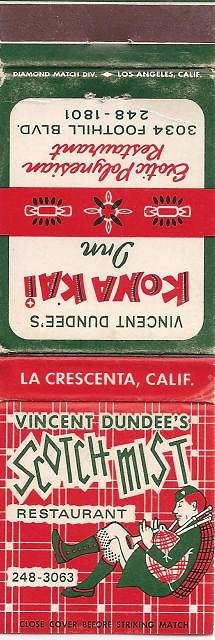 DIAMOND MATCH DIV. LOS ANGELES, CALIF.
VINCENT DUNDEE'S
KONA KAI
Inn
Exotic Polynesian
Restaurant
3034 FOOTHILL BLVD.
248-1801
LA CRESCENTA, CALIF.
VINCENT DUNDEE'S
SCOTCH MIST
RESTAURANT
248-3063
CLOSE COVER BEFORE STRIKING MATCH